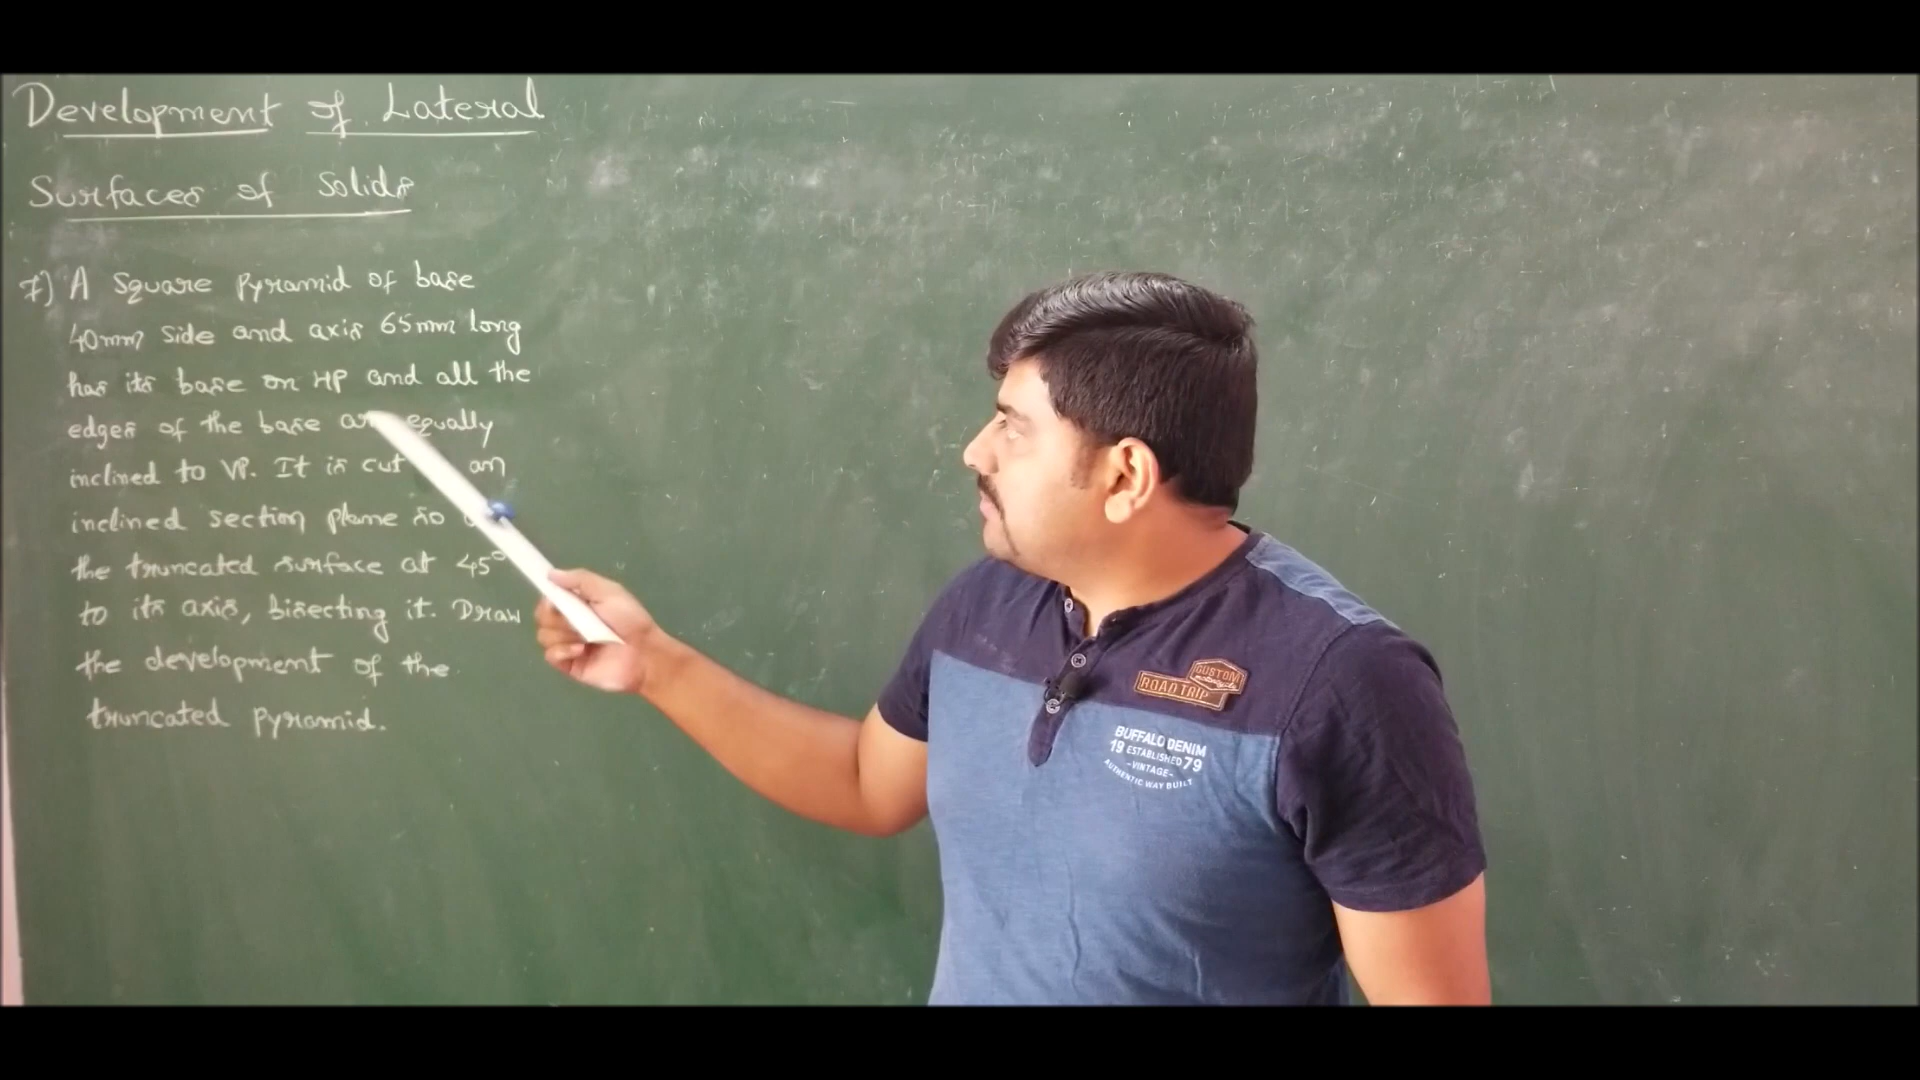 Development of Lateral
Surfaces of Solids
7) A Square Pyramid of base
40mm side and axis 65mm long
has its base on HP and all the
edges of the base are equally
inclined to VP. It is cut an
inclined section plane so
the truncated surface at 45°
to its axis, bisecting it. Draw
the development of the
truncated pyramid.
CUSTOM
motorcycle
ROAD TRIP
BUFFALO DENIM
19 ESTABLISHED 79
-VINTAGE-
AUTHENTIC WAY BUILT